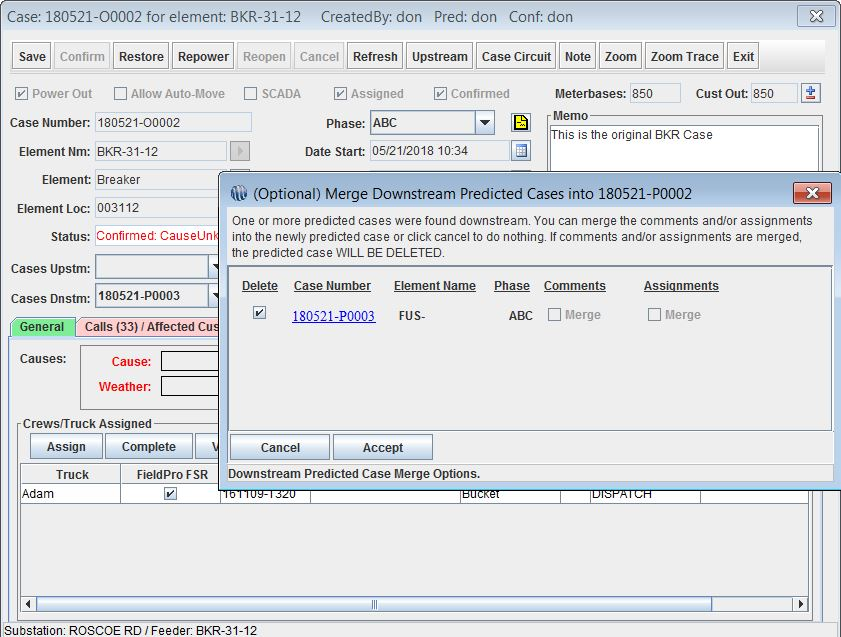 Case: 180521-O0002 for element: BKR-31-12 CreatedBy: don Pred: don Conf: don
Save Confirm Restore Repower Reopen Cancel Refresh Upstream Case Circuit Note Zoom Zoom Trace Exit
Power Out Allow Auto-Move SCADA Assigned Confirmed Meterbases: 850 Cust Out: 850
Case Number: 180521-O0002 Phase: ABC Memo
Element Nm: BKR-31-12 Date Start: 05/21/2018 10:34 This is the original BKR Case
Element: Breaker
Element Loc: 003112
Status: Confirmed: CauseUnk
Cases Upstm:
Cases Dnstm: 180521-P0003
General Calls (33) / Affected Cus
Causes: Cause:
Weather:
Crews/Truck Assigned
Assign Complete V
Truck FieldPro FSR
Adam 161109-1320 Bucket DISPATCH
(Optional) Merge Downstream Predicted Cases into 180521-P0002
One or more predicted cases were found downstream. You can merge the comments and/or assignments
into the newly predicted case or click cancel to do nothing. If comments and/or assignments are merged,
the predicted case WILL BE DELETED.
Delete Case Number Element Name Phase Comments Assignments
180521-P0003 FUS- ABC Merge Merge
Cancel Accept
Downstream Predicted Case Merge Options.
Substation: ROSCOE RD / Feeder: BKR-31-12